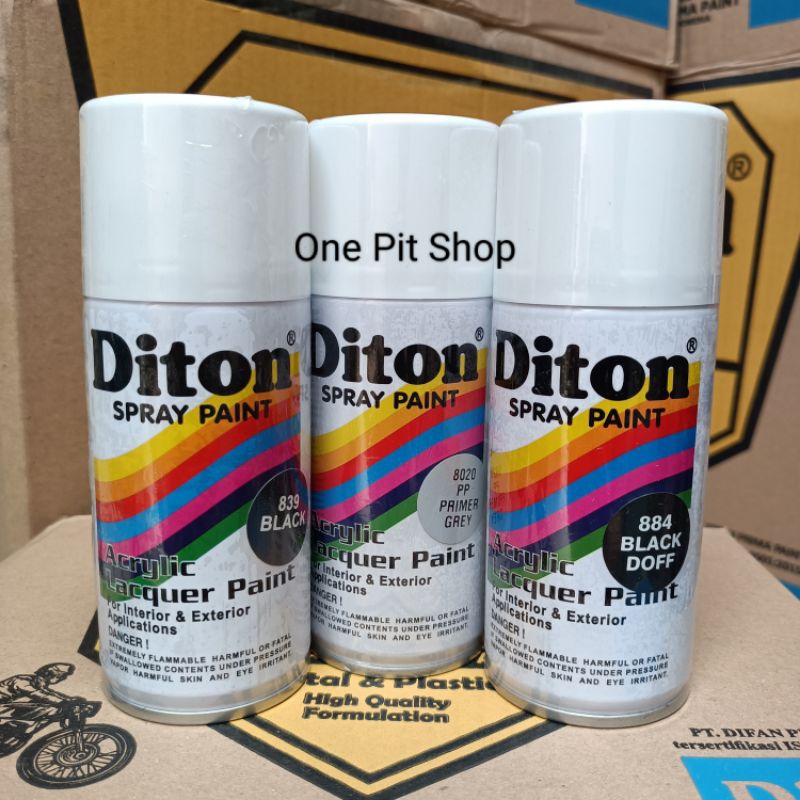 One Pit Shop
Diton®
SPRAY PAINT
839
BLACK
Acrylic
Lacquer Paint
For Interior & Exterior
Applications
DANGER !
EXTREMELY FLAMMABLE HARMFUL OR FATAL
IF SWALLOWED CONTENTS UNDER PRESSURE
VAPOR HARMFUL SKIN AND EYE IRRITANT.
Diton®
SPRAY PAINT
8020
PP
PRIMER
GREY
Acrylic
Lacquer Paint
For Interior & Exterior
Applications
DANGER !
EXTREMELY FLAMMABLE HARMFUL OR FATAL
IF SWALLOWED CONTENTS UNDER PRESSURE
VAPOR HARMFUL SKIN AND EYE IRRITANT.
Diton®
SPRAY PAINT
884
BLACK
DOFF
Acrylic
Lacquer Paint
For Interior & Exterior
Applications
DANGER !
EXTREMELY FLAMMABLE HARMFUL OR FATAL
IF SWALLOWED CONTENTS UNDER PRESSURE
VAPOR HARMFUL SKIN AND EYE IRRITANT.
& Plastic
High Quality
Formulation
PT. DIFAN
tersertifikasi
PAINT
®